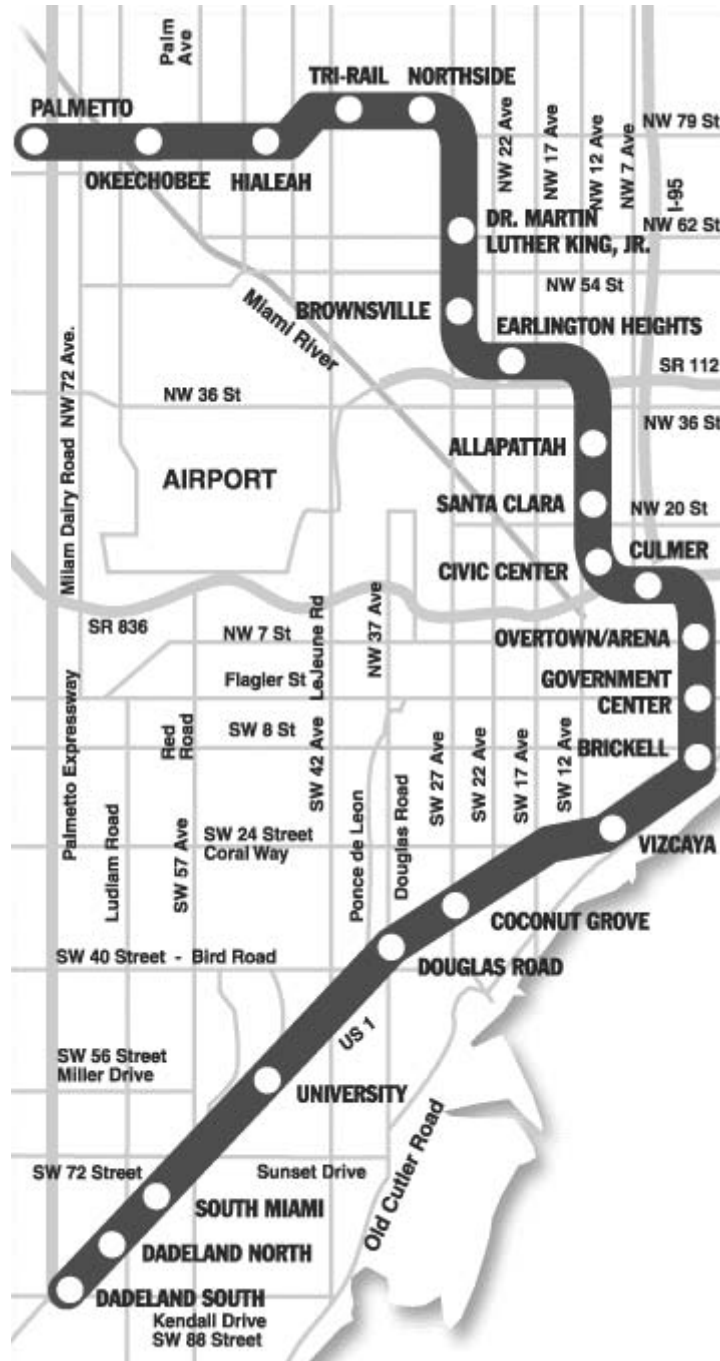 Palm
Ave
TRI-RAIL
NORTHSIDE
PALMETTO
NW 22 Ave
NW 17 Ave
NW 12 Ave
NW 7 Ave
I-95
NW 79 St
OKEECHOBEE
HIALEAH
DR. MARTIN
LUTHER KING, JR.
NW 62 St
NW 54 St
Miami River
BROWNSVILLE
EARLINGTON HEIGHTS
SR 112
NW 72 Ave.
NW 36 St
NW 36 St
ALLAPATTAH
AIRPORT
SANTA CLARA
NW 20 St
Milam Dairy Road
CIVIC CENTER
CULMER
SR 836
NW 7 St
LeJeune Rd
NW 37 Ave
OVERTOWN/ARENA
Flagler St
GOVERNMENT
CENTER
Palmetto Expressway
Red
Road
SW 8 St
SW 42 Ave
BRICKELL
SW 27 Ave
SW 22 Ave
SW 17 Ave
SW 12 Ave
Ludlam Road
SW 57 Ave
SW 24 Street
Coral Way
Ponce de Leon
Douglas Road
VIZCAYA
COCONUT GROVE
SW 40 Street - Bird Road
DOUGLAS ROAD
US 1
SW 56 Street
Miller Drive
UNIVERSITY
SW 72 Street
Sunset Drive
Old Cutler Road
SOUTH MIAMI
DADELAND NORTH
DADELAND SOUTH
Kendall Drive
SW 88 Street